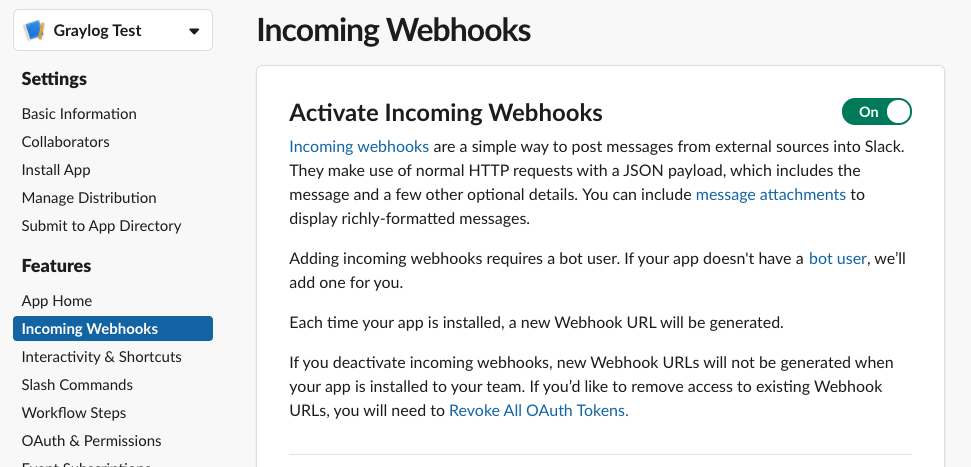 Graylog Test
Settings
Basic Information
Collaborators
Install App
Manage Distribution
Submit to App Directory
Features
App Home
Incoming Webhooks
Interactivity & Shortcuts
Slash Commands
Workflow Steps
OAuth & Permissions
Event Subscriptions
Incoming Webhooks
Activate Incoming Webhooks
On
Incoming webhooks are a simple way to post messages from external sources into Slack.
They make use of normal HTTP requests with a JSON payload, which includes the
message and a few other optional details. You can include message attachments to
display richly-formatted messages.
Adding incoming webhooks requires a bot user. If your app doesn't have a bot user, we’ll
add one for you.
Each time your app is installed, a new Webhook URL will be generated.
If you deactivate incoming webhooks, new Webhook URLs will not be generated when
your app is installed to your team. If you’d like to remove access to existing Webhook
URLs, you will need to Revoke All OAuth Tokens.